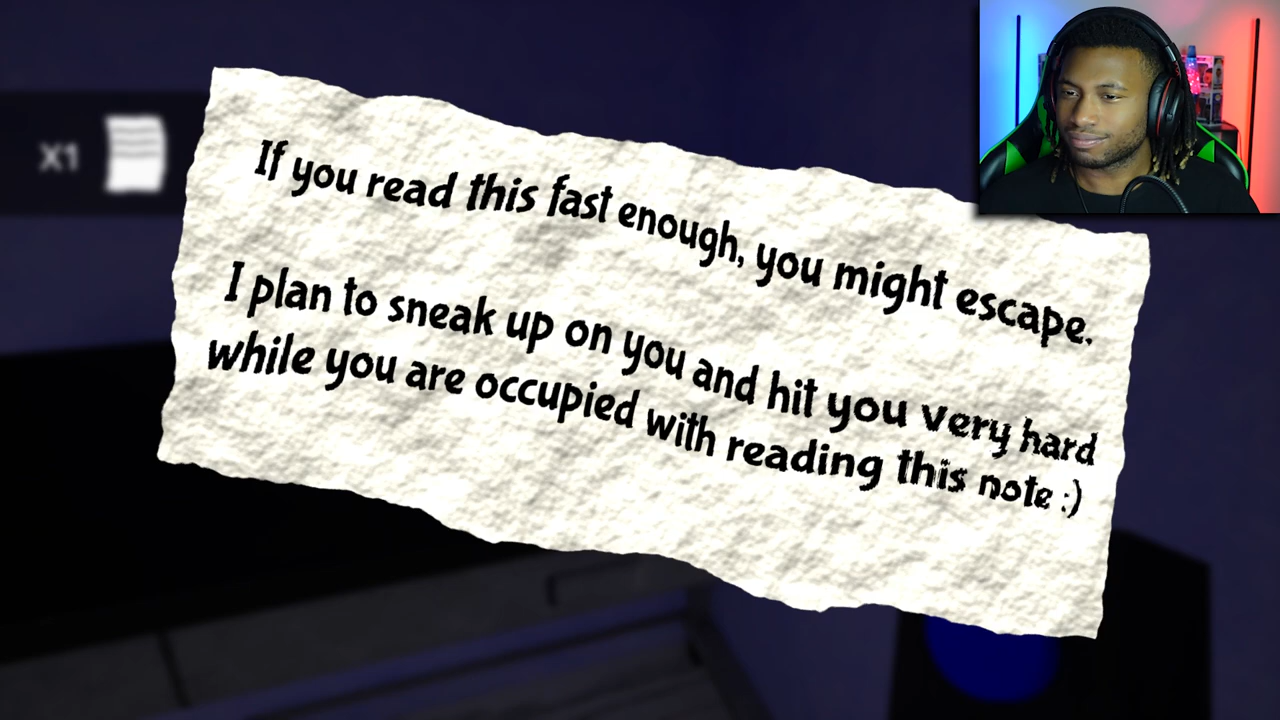 X1
If you read this fast enough, you might escape.
I plan to sneak up on you and hit you very hard
while you are occupied with reading this note :)